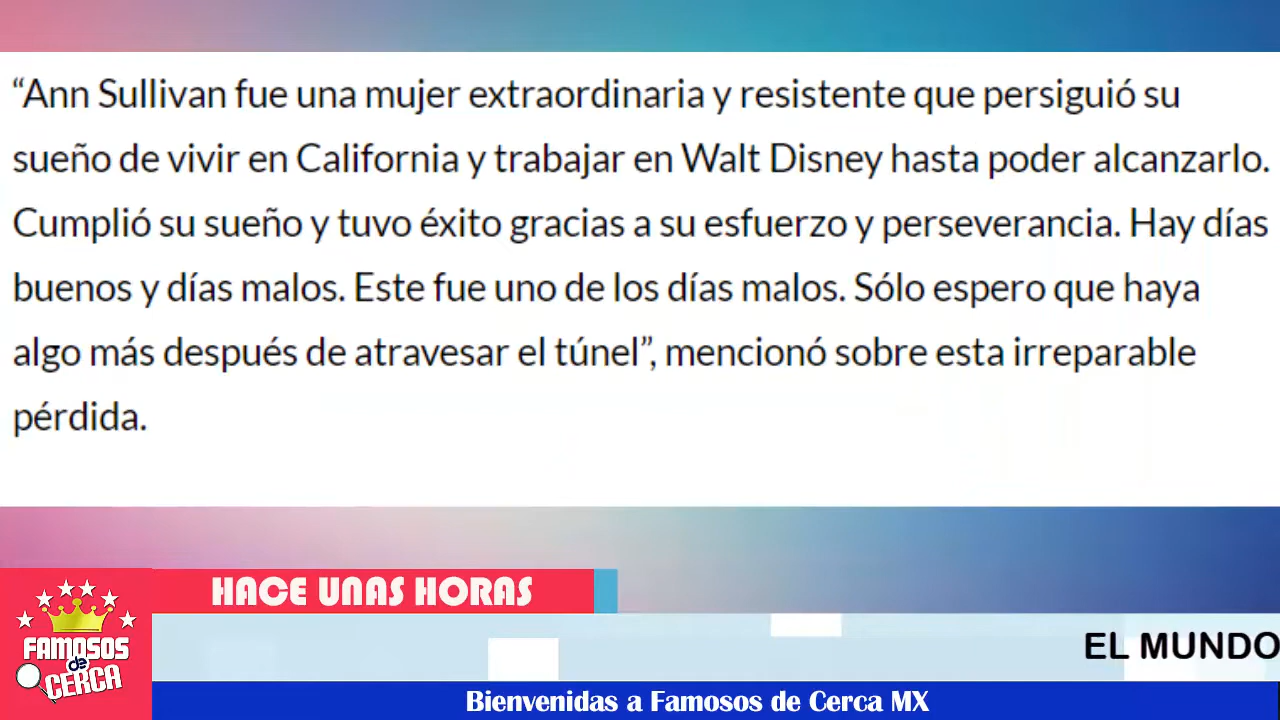 “Ann Sullivan fue una mujer extraordinaria y resistente que persiguió su
sueño de vivir en California y trabajar en Walt Disney hasta poder alcanzarlo.
Cumplió su sueño y tuvo éxito gracias a su esfuerzo y perseverancia. Hay días
buenos y días malos. Este fue uno de los días malos. Sólo espero que haya
algo más después de atravesar el túnel”, mencionó sobre esta irreparable
pérdida.
HACE UNAS HORAS
FAMOSOS
de
CERCA
EL MUNDO
Bienvenidas a Famosos de Cerca MX